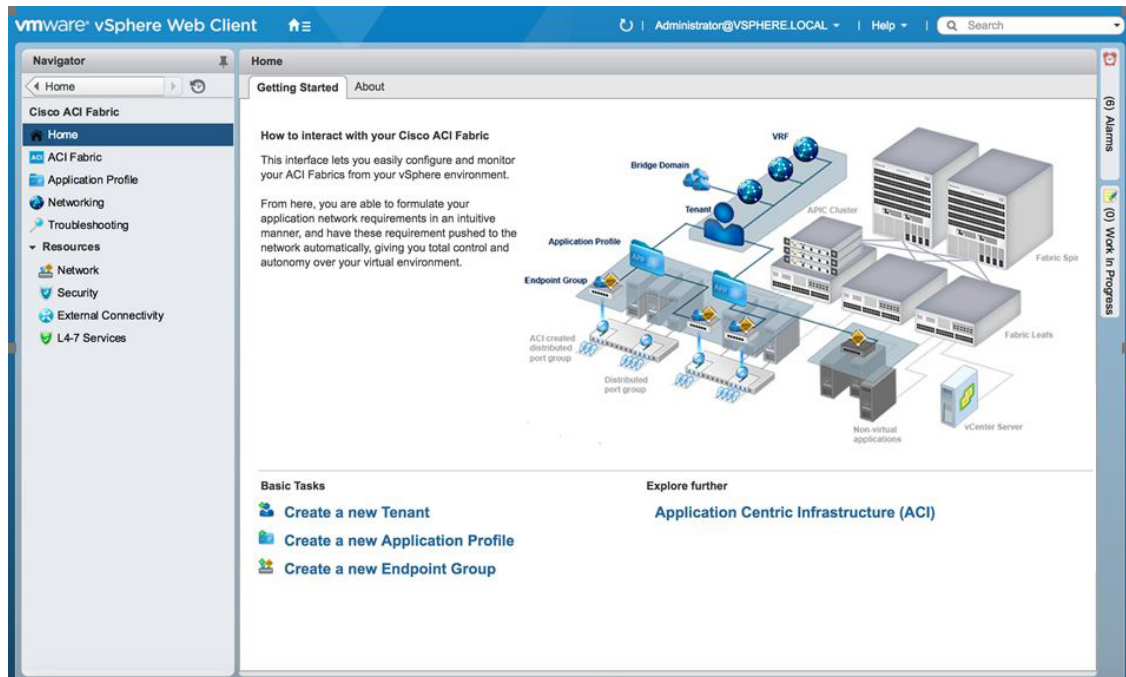 vmware® vSphere Web Client
Administrator@VSPHERE.LOCAL
Help
Search
Navigator
Home
Cisco ACI Fabric
Home
ACI Fabric
Application Profile
Networking
Troubleshooting
Resources
Network
Security
External Connectivity
L4-7 Services
Home
Getting Started
About
How to interact with your Cisco ACI Fabric
This interface lets you easily configure and monitor
your ACI Fabrics from your vSphere environment.
From here, you are able to formulate your
application network requirements in an intuitive
manner, and have these requirement pushed to the
network automatically, giving you total control and
autonomy over your virtual environment.
VRF
Bridge Domain
Tenant
APIC Cluster
Application Profile
Fabric Spin
APP
Endpoint Group
APP
Fabric Leafs
ACI created
distributed
port group
Distributed
port group
Non-virtual
applications
vCenter Server
Basic Tasks
Create a new Tenant
Create a new Application Profile
Create a new Endpoint Group
Explore further
Application Centric Infrastructure (ACI)
(6) Alarms
(0) Work In Progress